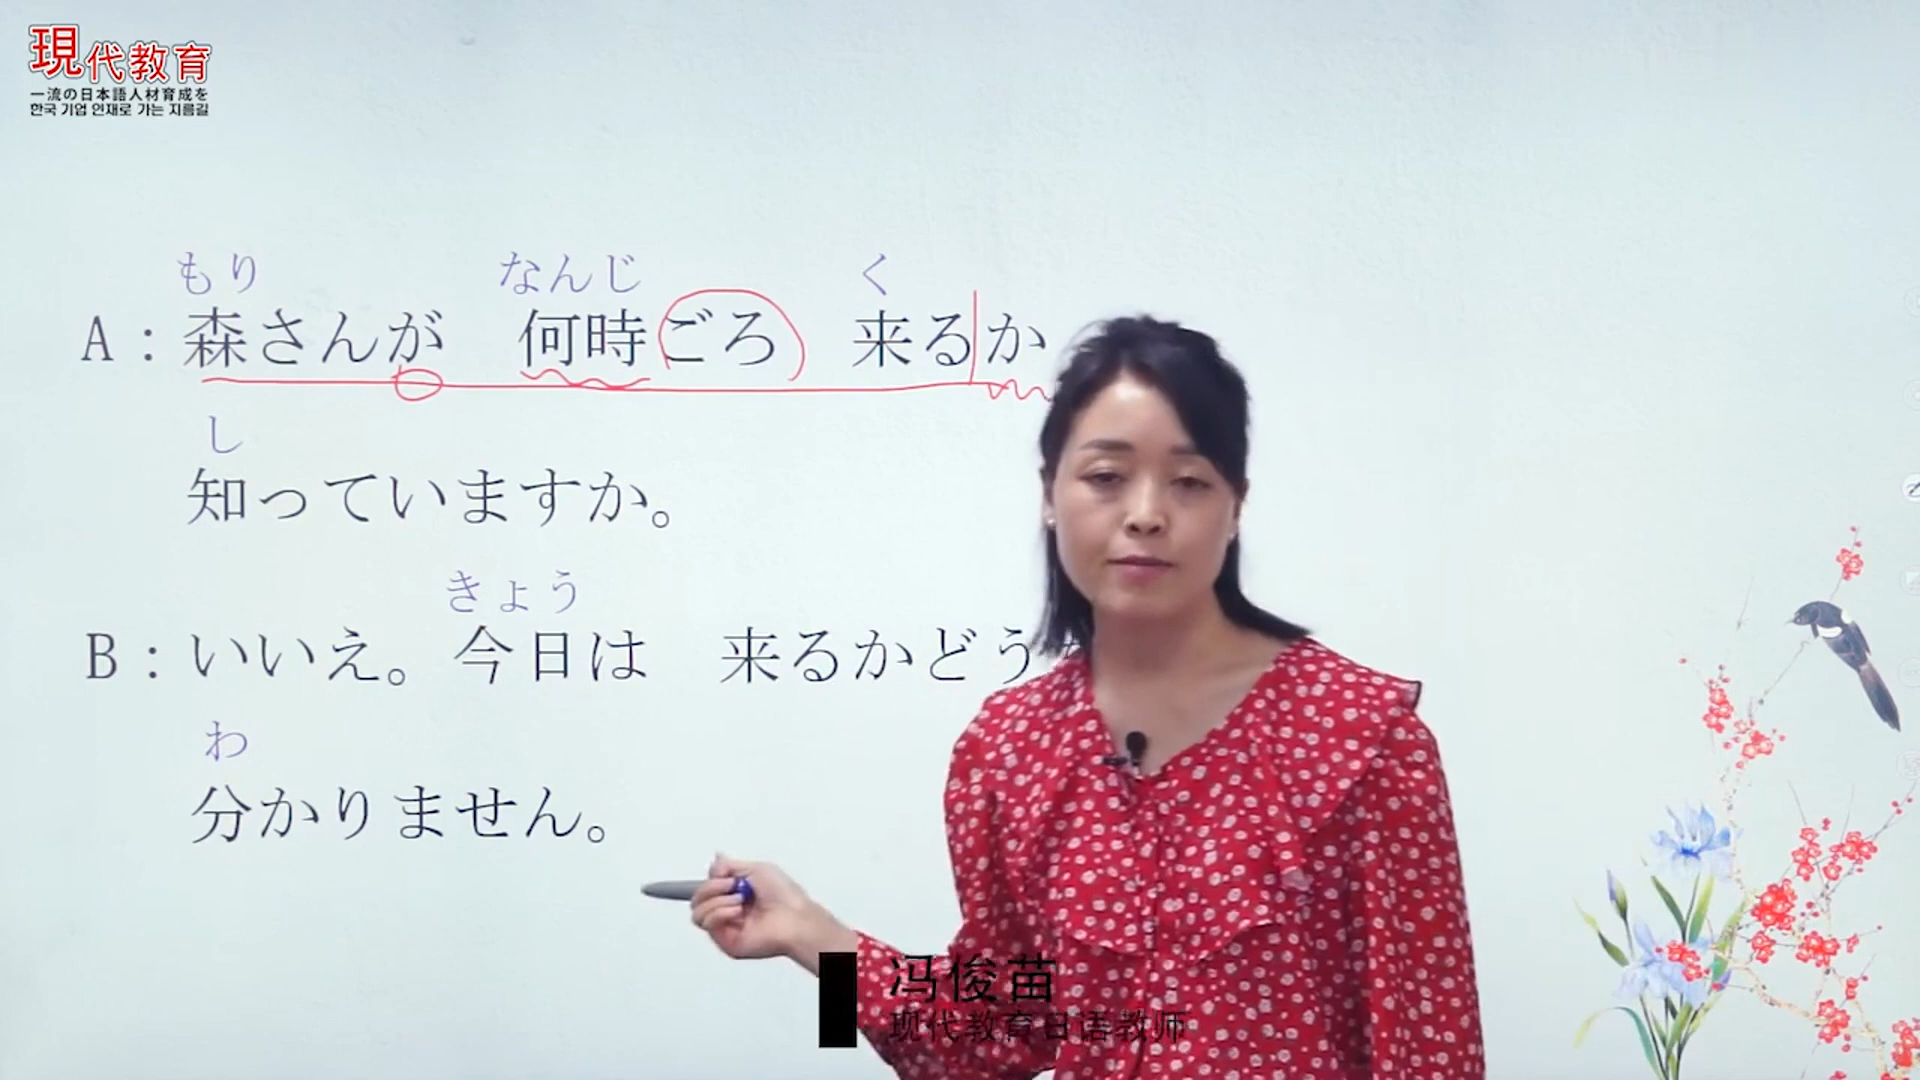 現代教育
一流の日本語人材育成を
한국 기업 인재로 가는 지름길
もり なんじ く
A：森さんが 何時ごろ 来るか
し
知っていますか。
きょう
B：いいえ。今日は 来るかどう
わ
分かりません。
冯俊苗
现代教育日语教师